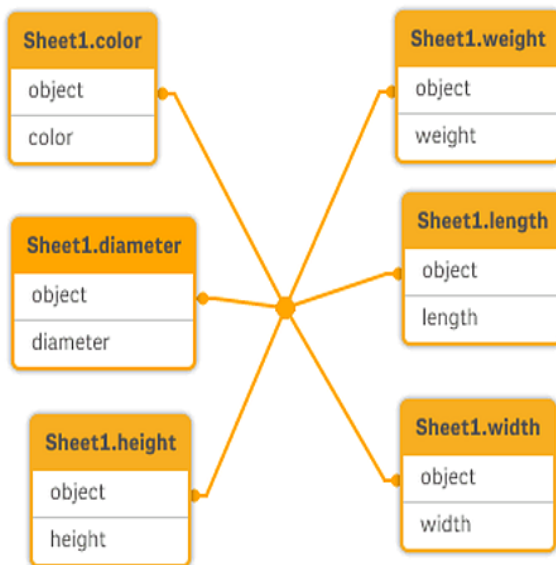 Sheet1.color
object
color
Sheet1.weight
object
weight
Sheet1.diameter
object
diameter
Sheet1.length
object
length
Sheet1.height
object
height
Sheet1.width
object
width